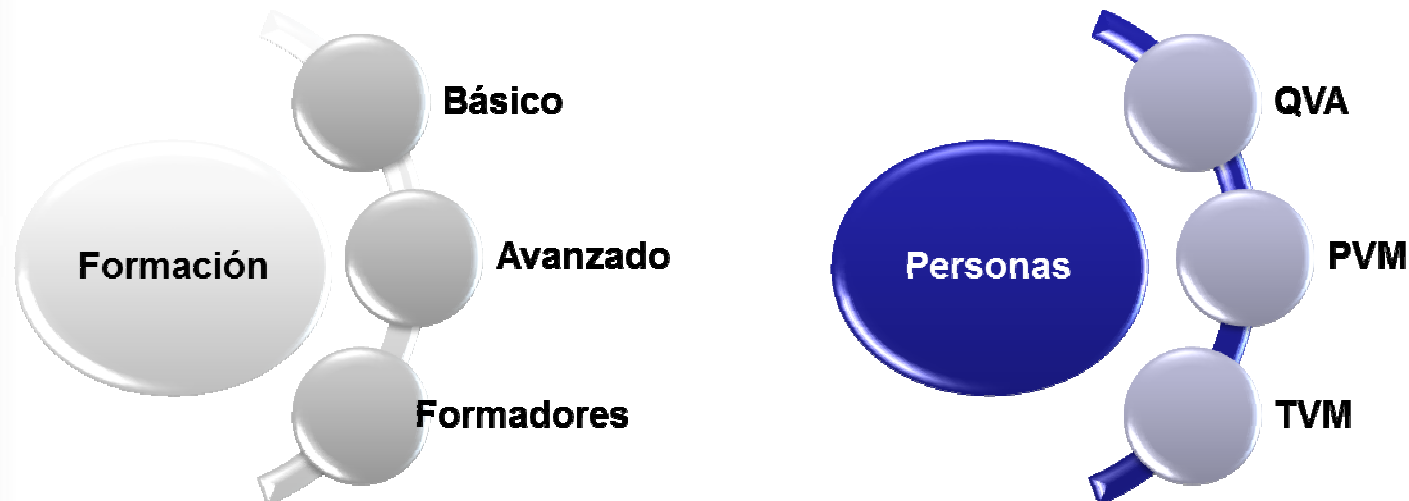 Formación
Básico
Avanzado
Formadores
Personas
QVA
PVM
TVM